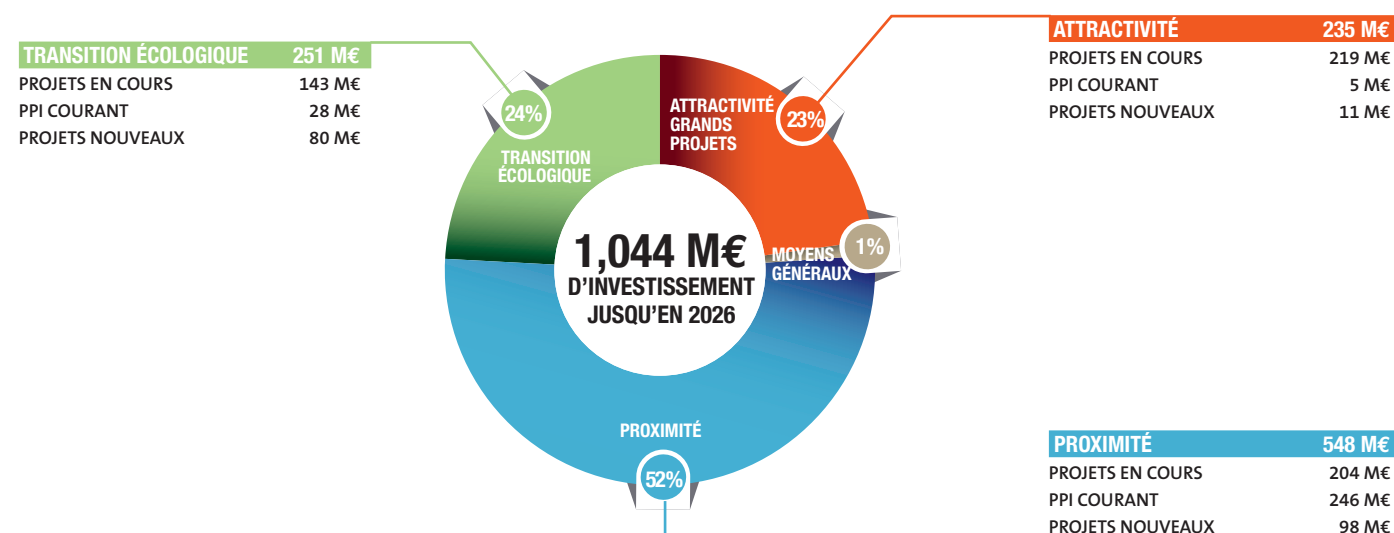 TRANSITION ÉCOLOGIQUE 251 M€
PROJETS EN COURS 143 M€
PPI COURANT 28 M€
PROJETS NOUVEAUX 80 M€
24%
TRANSITION
ÉCOLOGIQUE
ATTRACTIVITÉ
GRANDS
PROJETS
23%
ATTRACTIVITÉ 235 M€
PROJETS EN COURS 219 M€
PPI COURANT 5 M€
PROJETS NOUVEAUX 11 M€
1,044 M€
D'INVESTISSEMENT
JUSQU'EN 2026
MOYENS
GÉNÉRAUX
1%
PROXIMITÉ
52%
PROXIMITÉ 548 M€
PROJETS EN COURS 204 M€
PPI COURANT 246 M€
PROJETS NOUVEAUX 98 M€